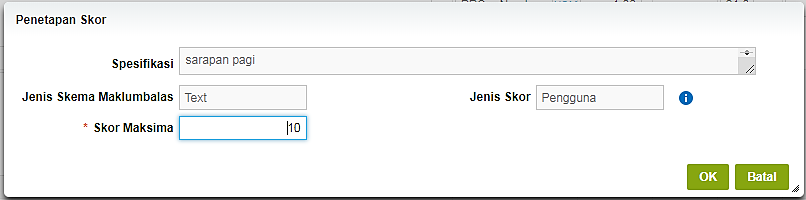 Penetapan Skor
Spesifikasi sarapan pagi
Jenis Skema Maklumbalas Text Jenis Skor Pengguna
* Skor Maksima 10
OK Batal